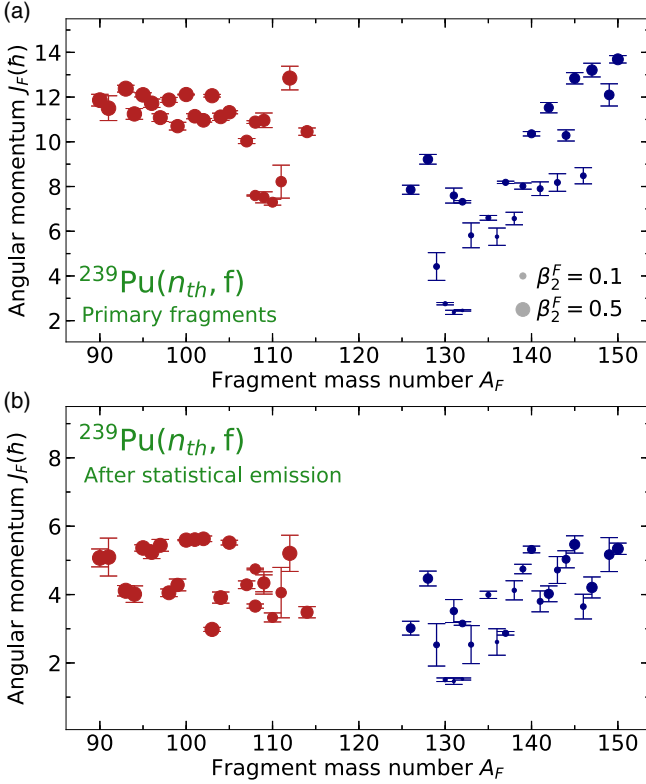 (a)
Angular momentum J_F(ħ)
14
12
10
8
6
4
2
²³⁹Pu(n_th, f)
Primary fragments
β₂ᶠ = 0.1
β₂ᶠ = 0.5
90 100 110 120 130 140 150
Fragment mass number A_F
(b)
Angular momentum J_F(ħ)
8
6
4
2
²³⁹Pu(n_th, f)
After statistical emission
90 100 110 120 130 140 150
Fragment mass number A_F